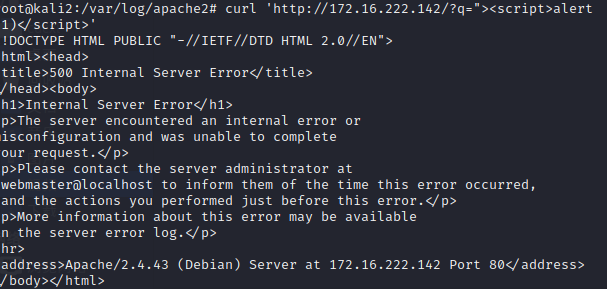 root@kali2:/var/log/apache2# curl 'http://172.16.222.142/?q="><script>alert
1)</script>'
!DOCTYPE HTML PUBLIC "-//IETF//DTD HTML 2.0//EN">
html><head>
title>500 Internal Server Error</title>
/head><body>
h1>Internal Server Error</h1>
p>The server encountered an internal error or
misconfiguration and was unable to complete
our request.</p>
p>Please contact the server administrator at
webmaster@localhost to inform them of the time this error occurred,
and the actions you performed just before this error.</p>
p>More information about this error may be available
n the server error log.</p>
hr>
address>Apache/2.4.43 (Debian) Server at 172.16.222.142 Port 80</address>
/body></html>